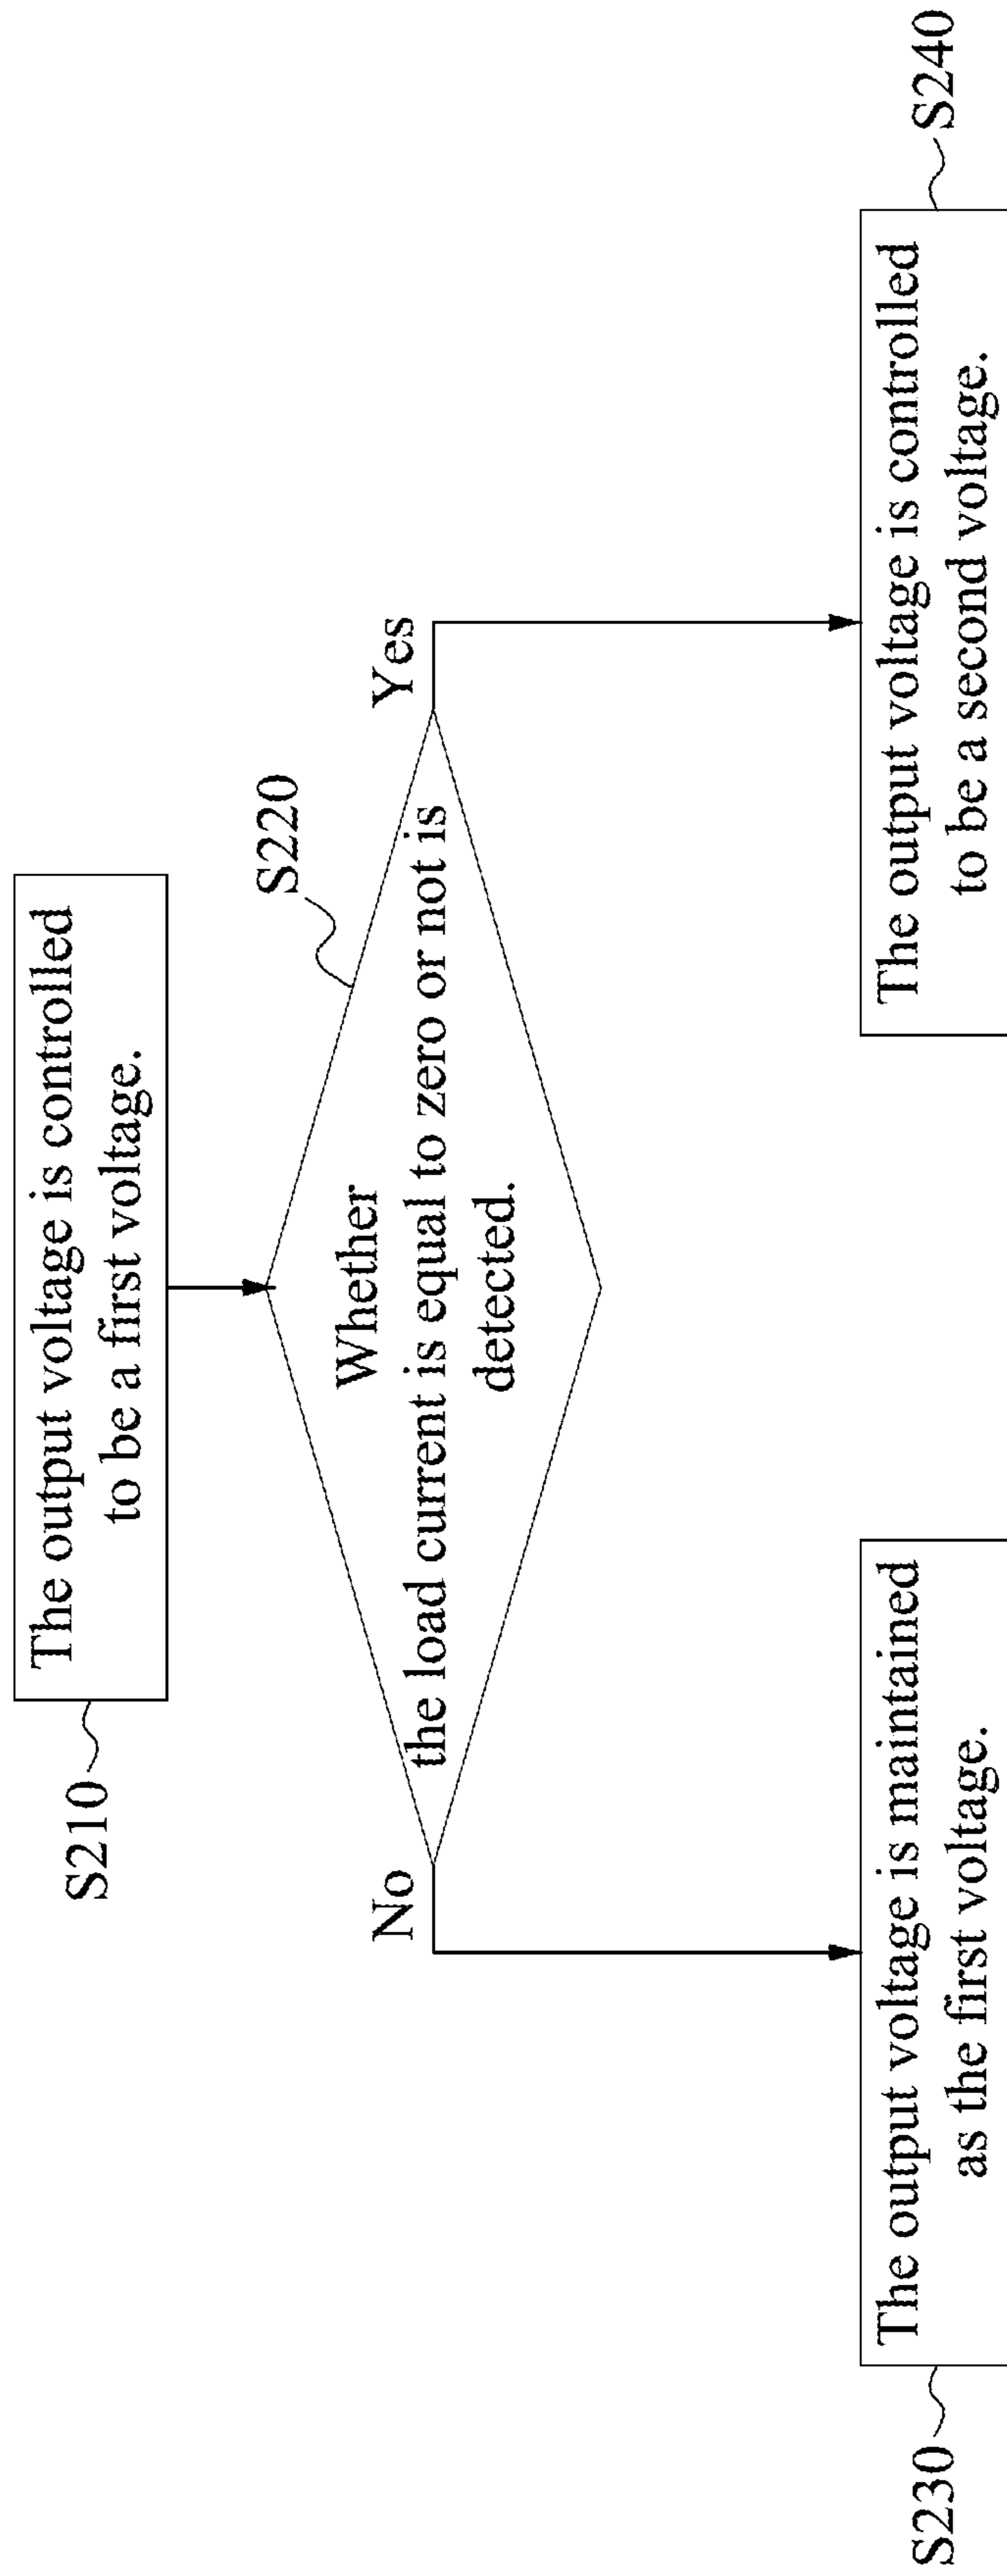 S210
The output voltage is controlled
to be a first voltage.
S220
Whether
the load current is equal to zero or not is
detected.
No
Yes
S230
The output voltage is maintained
as the first voltage.
The output voltage is controlled
to be a second voltage.
S240